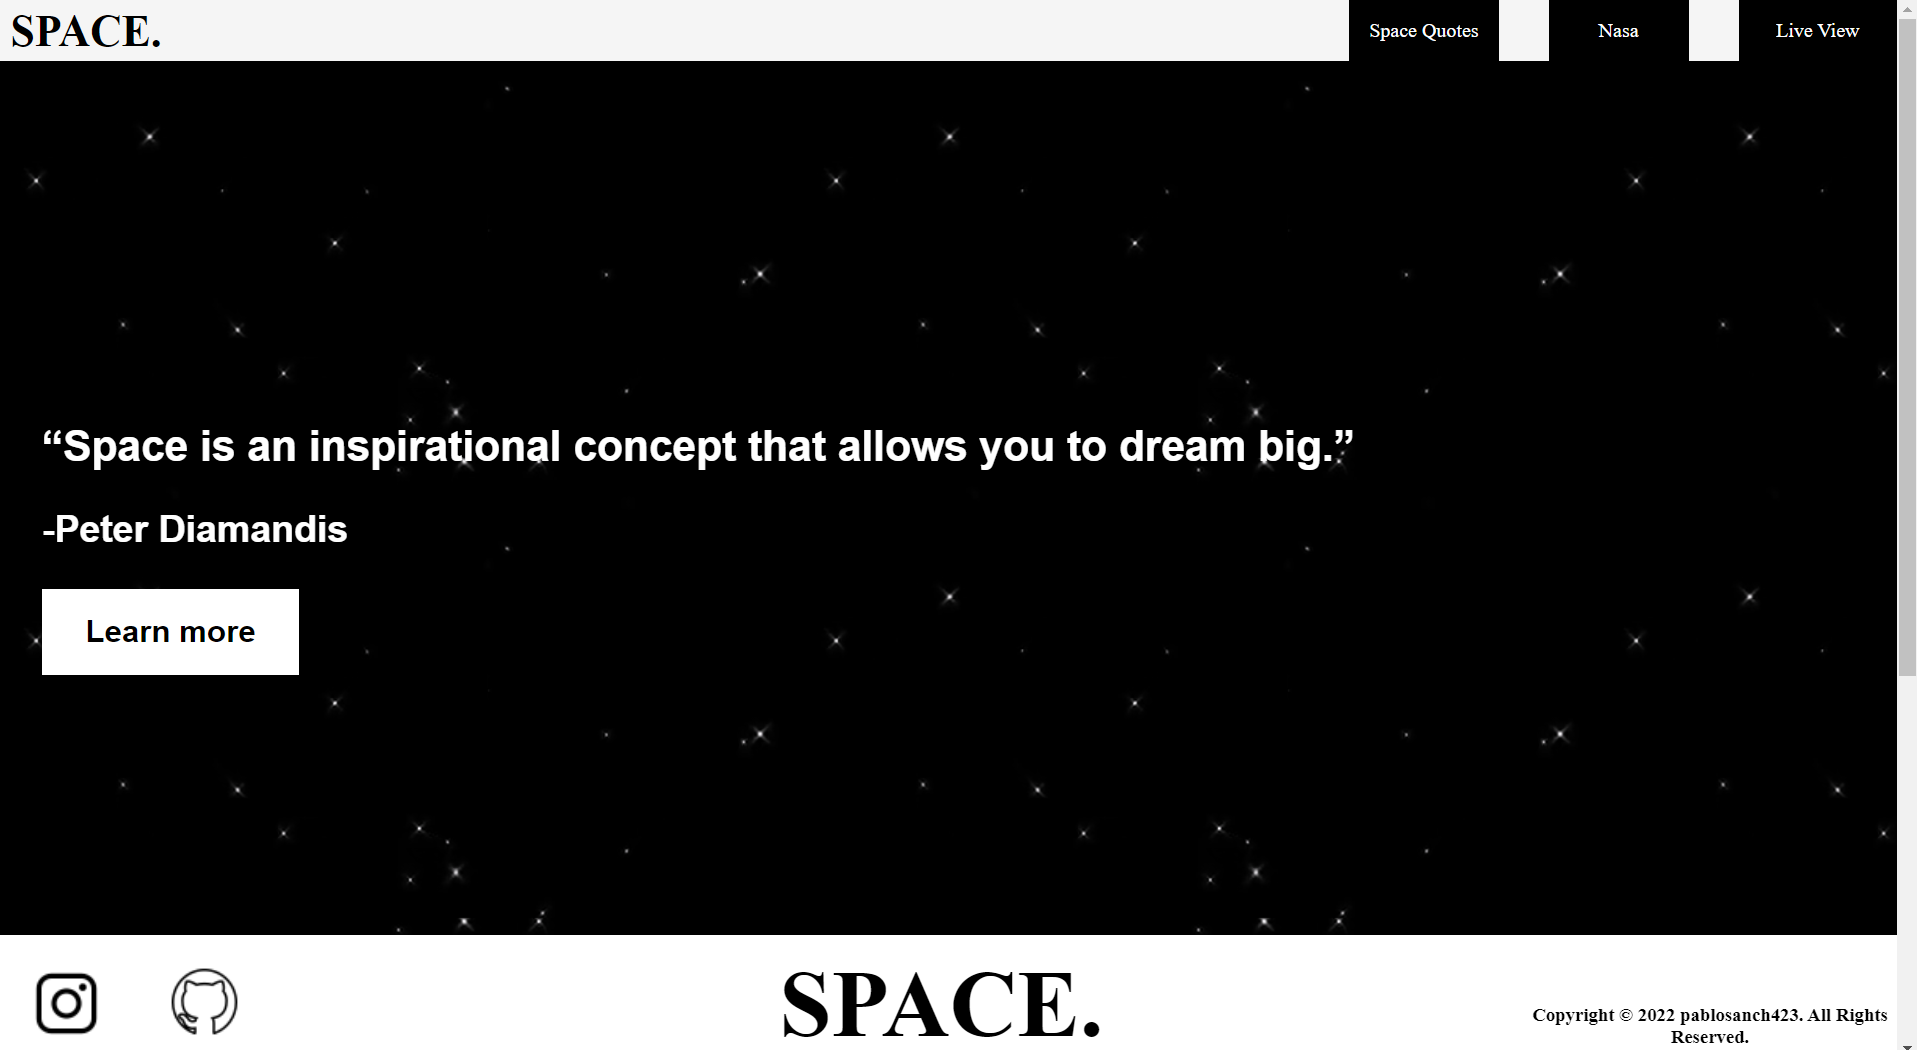 SPACE.
Space Quotes
Nasa
Live View
“Space is an inspirational concept that allows you to dream big.”
-Peter Diamandis
Learn more
SPACE.
Copyright © 2022 pablosanch423. All Rights
Reserved.